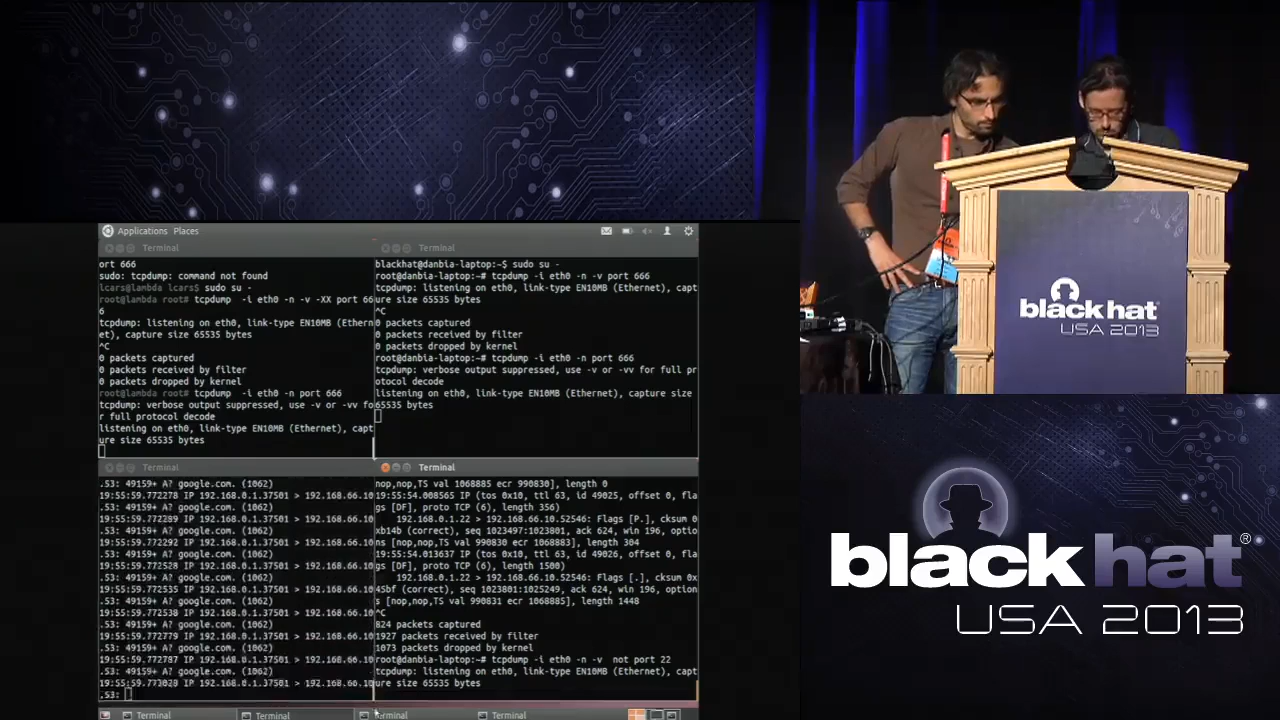 Applications Places
Terminal
ort 666
sudo: tcpdump: command not found
lcars@lambda lcars$ sudo su -
root@lambda root# tcpdump -i eth0 -n -v -XX port 66
6
tcpdump: listening on eth0, link-type EN10MB (Ethern
et), capture size 65535 bytes
^C
0 packets captured
0 packets received by filter
0 packets dropped by kernel
root@lambda root# tcpdump -i eth0 -n port 666
tcpdump: verbose output suppressed, use -v or -vv fo
r full protocol decode
listening on eth0, link-type EN10MB (Ethernet), capt
ure size 65535 bytes
Terminal
blackhat@danbia-laptop:~$ sudo su -
root@danbia-laptop:~# tcpdump -i eth0 -n -v port 666
tcpdump: listening on eth0, link-type EN10MB (Ethernet), capt
ure size 65535 bytes
^C
0 packets captured
0 packets received by filter
0 packets dropped by kernel
root@danbia-laptop:~# tcpdump -i eth0 -n port 666
tcpdump: verbose output suppressed, use -v or -vv for full pr
otocol decode
listening on eth0, link-type EN10MB (Ethernet), capture size
65535 bytes
Terminal
.53: 49159+ A? google.com. (1062)
19:55:59.772278 IP 192.168.0.1.37501 > 192.168.66.10
.53: 49159+ A? google.com. (1062)
19:55:59.772289 IP 192.168.0.1.37501 > 192.168.66.10
.53: 49159+ A? google.com. (1062)
19:55:59.772292 IP 192.168.0.1.37501 > 192.168.66.10
.53: 49159+ A? google.com. (1062)
19:55:59.772528 IP 192.168.0.1.37501 > 192.168.66.10
.53: 49159+ A? google.com. (1062)
19:55:59.772535 IP 192.168.0.1.37501 > 192.168.66.10
.53: 49159+ A? google.com. (1062)
19:55:59.772538 IP 192.168.0.1.37501 > 192.168.66.10
.53: 49159+ A? google.com. (1062)
19:55:59.772779 IP 192.168.0.1.37501 > 192.168.66.10
.53: 49159+ A? google.com. (1062)
19:55:59.772787 IP 192.168.0.1.37501 > 192.168.66.10
.53: 49159+ A? google.com. (1062)
IP 192.168.0.1.37501 > 192.168.66.10
.53:
Terminal
nop,nop,TS val 1068885 ecr 990830], length 0
19:55:54.008565 IP (tos 0x10, ttl 63, id 49025, offset 0, fla
gs [DF], proto TCP (6), length 356)
192.168.0.1.22 > 192.168.66.10.52546: Flags [P.], cksum 0
xb14b (correct), seq 1023497:1023801, ack 624, win 196, optio
ns [nop,nop,TS val 990830 ecr 1068883], length 304
19:55:54.013637 IP (tos 0x10, ttl 63, id 49026, offset 0, fla
gs [DF], proto TCP (6), length 1500)
192.168.0.1.22 > 192.168.66.10.52546: Flags [.], cksum 0x
45bf (correct), seq 1023801:1025249, ack 624, win 196, option
s [nop,nop,TS val 990831 ecr 1068885], length 1448
^C
824 packets captured
1927 packets received by filter
1073 packets dropped by kernel
root@danbia-laptop:~# tcpdump -i eth0 -n -v not port 22
tcpdump: listening on eth0, link-type EN10MB (Ethernet), capt
ure size 65535 bytes
Terminal
Terminal
Terminal
Terminal
black hat®
USA 2013
black hat®
USA 2013